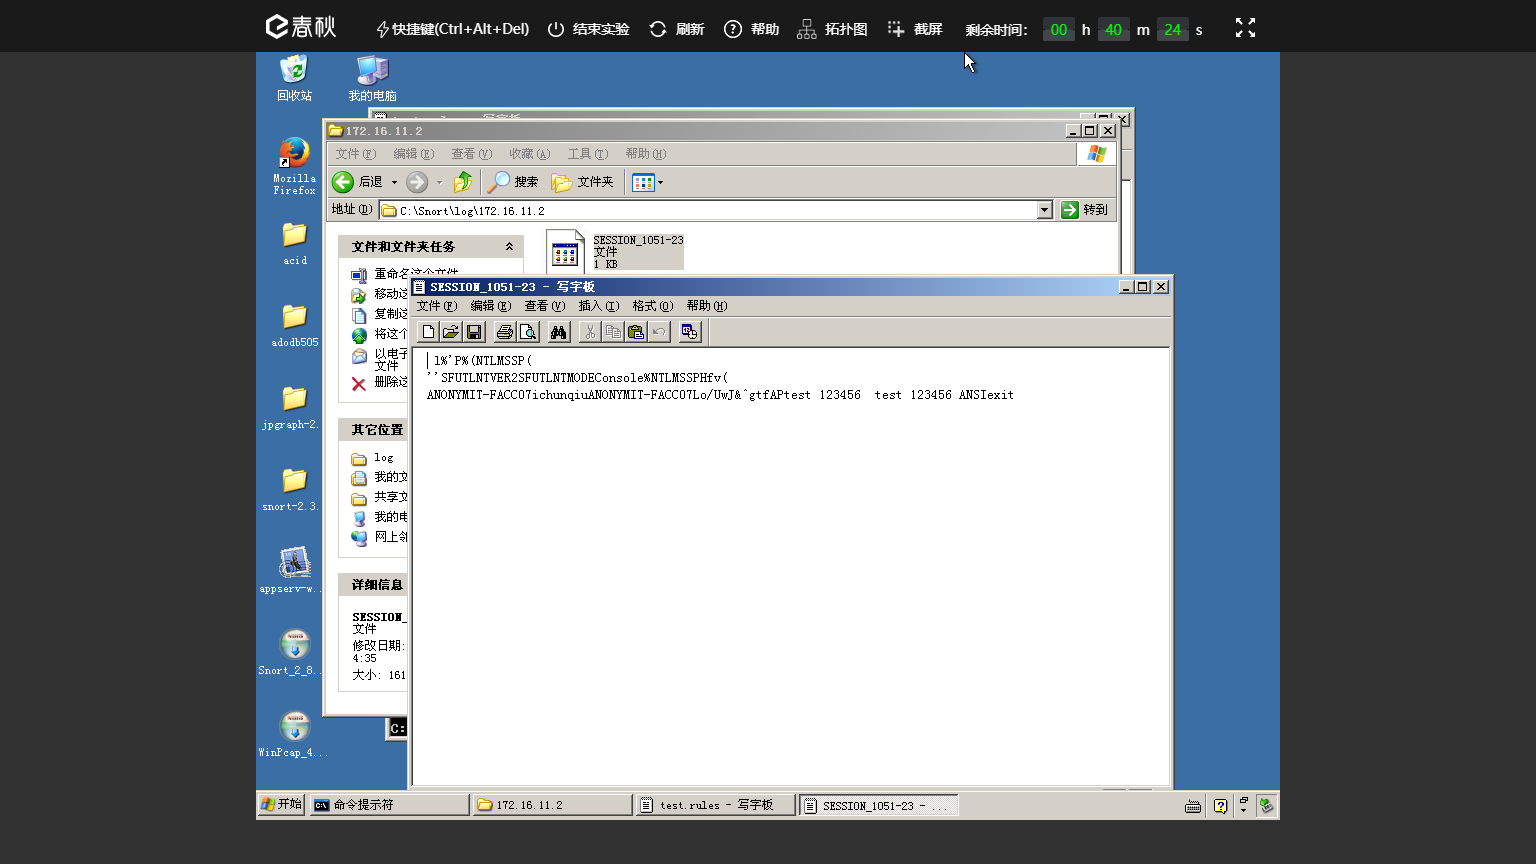 春秋
快捷键(Ctrl+Alt+Del)
结束实验
刷新
帮助
拓扑图
截屏
剩余时间: 00 h 40 m 24 s
回收站
我的电脑
Mozilla
Firefox
acid
adodb505
jpgraph-2.
snort-2.3.
appserv-w..
Snort_2_8..
WinPcap_4...
172.16.11.2
文件(F) 编辑(E) 查看(V) 收藏(A) 工具(T) 帮助(H)
后退 搜索 文件夹
地址(D) C:\Snort\log\172.16.11.2 转到
文件和文件夹任务
重命名这个文件
移动这
复制这
将这个
以电子
文件
删除这
其它位置
log
我的文
共享文
我的电
网上邻
详细信息
SESSION_
文件
修改日期:
4:35
大小: 161
SESSION_1051-23
文件
1 KB
C:
SESSION_1051-23 - 写字板
文件(F) 编辑(E) 查看(V) 插入(I) 格式(O) 帮助(H)
l%'P%(NTLMSSP(
''SFUTLNTVER2SFUTLNTMODEConsole%NTLMSSPHfv(
ANONYMIT-FACCO7ichunqiuANONYMIT-FACCO7Lo/UwJ&^gtfAPtest 123456  test 123456 ANSIexit
开始
命令提示符
172.16.11.2
test.rules - 写字板
SESSION_1051-23 - ...